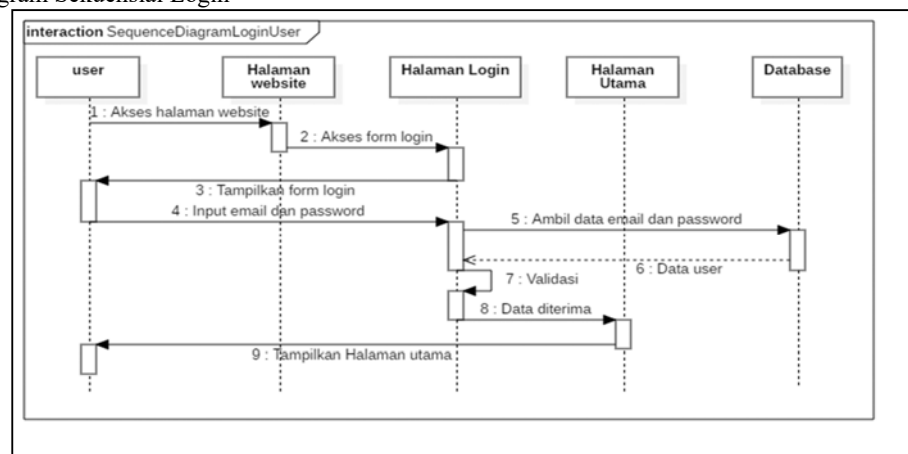 interaction SequenceDiagramLoginUser
user
Halaman
website
Halaman Login
Halaman
Utama
Database
1 : Akses halaman website
2 : Akses form login
3 : Tampilkan form login
4 : Input email dan password
5 : Ambil data email dan password
6 : Data user
7 : Validasi
8 : Data diterima
9 : Tampilkan Halaman utama